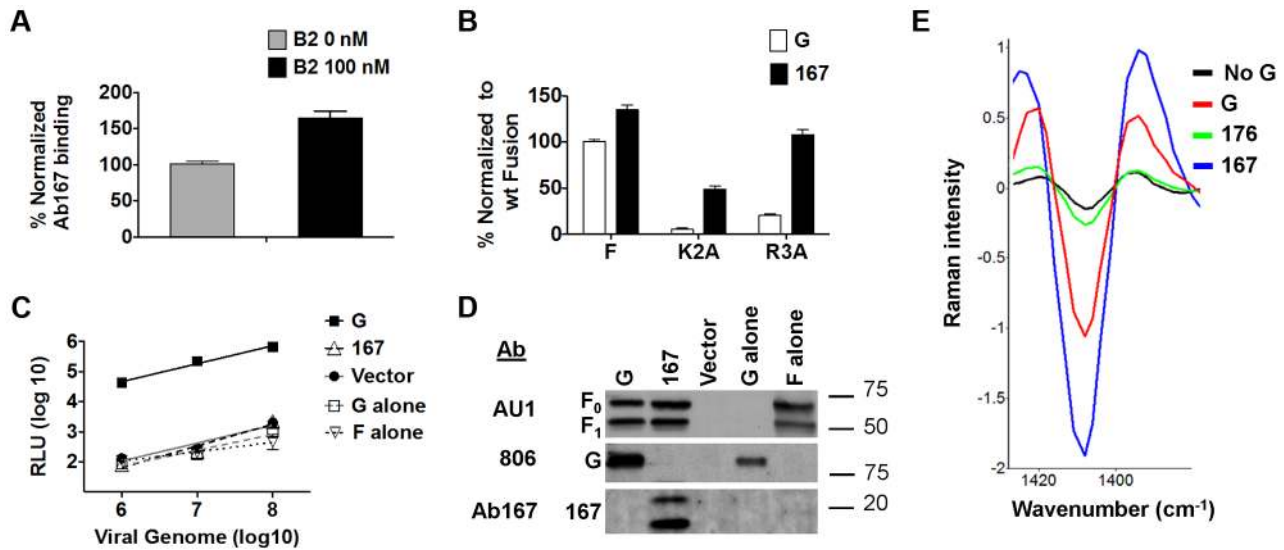 A
B2 0 nM
B2 100 nM
% Normalized
Ab167 binding
200
150
100
50
0
B
G
167
% Normalized to
wt Fusion
150
100
50
0
F K2A R3A
C
RLU (log 10)
6
5
4
3
2
6 7 8
Viral Genome (log10)
G
167
Vector
G alone
F alone
D
Ab
G 167 Vector G alone F alone
AU1 F0 75
F1 50
806 G 75
Ab167 167 20
E
No G
G
176
167
Raman intensity
1
0.5
0
-0.5
-1
-1.5
-2
1420 1400
Wavenumber (cm-1)